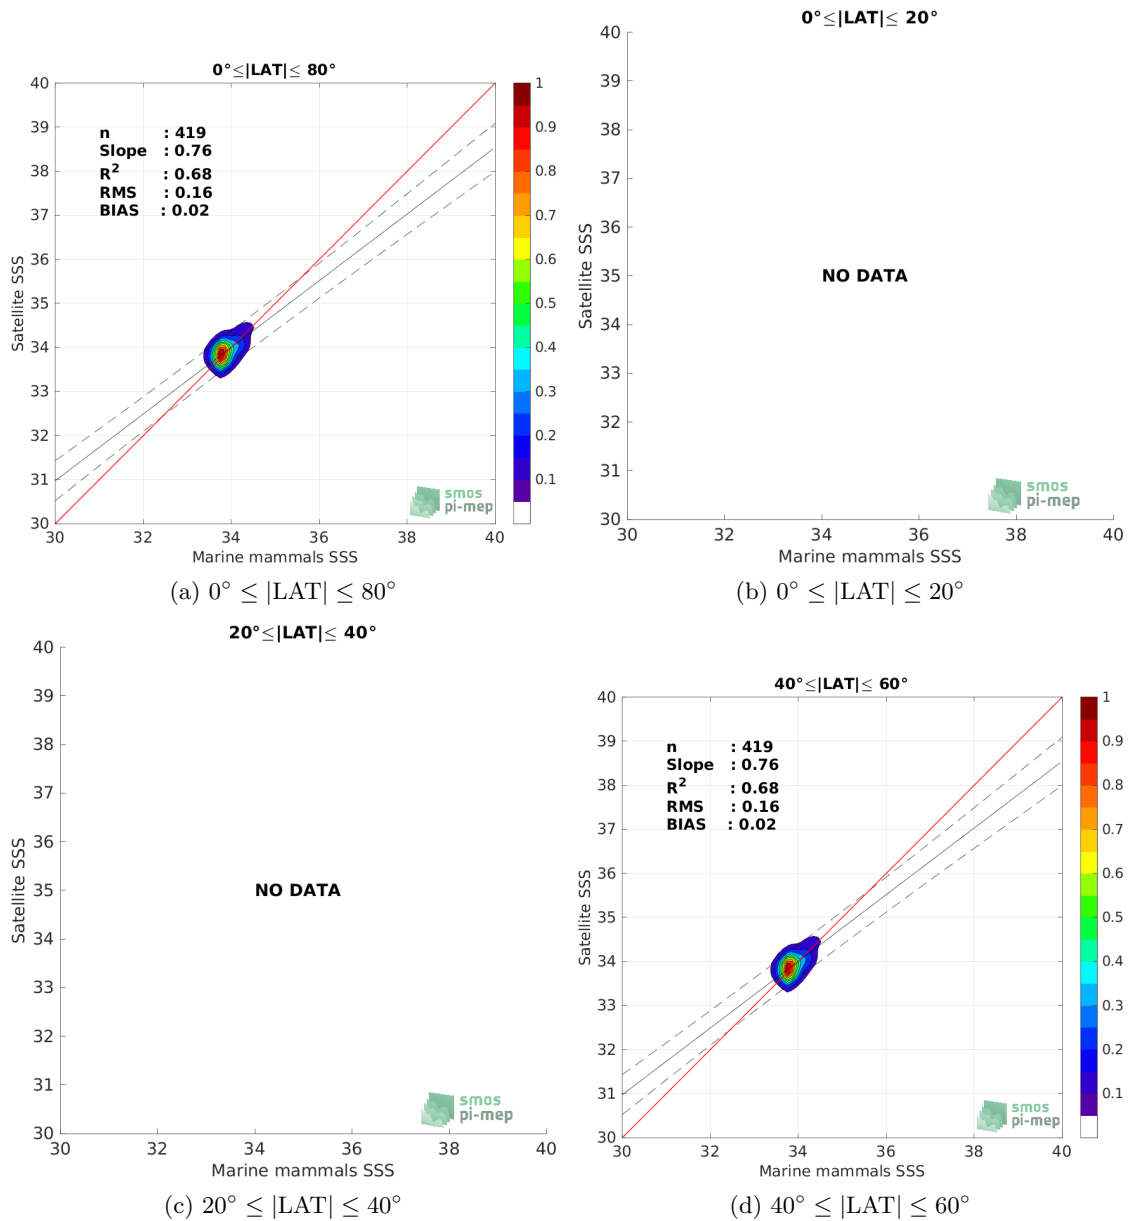 0°≤|LAT|≤ 80°
40
39
38
37
36
35
34
33
32
31
30
Satellite SSS
n : 419
Slope : 0.76
R² : 0.68
RMS : 0.16
BIAS : 0.02
1
0.9
0.8
0.7
0.6
0.5
0.4
0.3
0.2
0.1
smos
pi-mep
30 32 34 36 38 40
Marine mammals SSS
(a) 0° ≤ |LAT| ≤ 80°
0°≤|LAT|≤ 20°
40
39
38
37
36
35
34
33
32
31
30
Satellite SSS
NO DATA
smos
pi-mep
30 32 34 36 38 40
Marine mammals SSS
(b) 0° ≤ |LAT| ≤ 20°
20°≤|LAT|≤ 40°
40
39
38
37
36
35
34
33
32
31
30
Satellite SSS
NO DATA
smos
pi-mep
30 32 34 36 38 40
Marine mammals SSS
(c) 20° ≤ |LAT| ≤ 40°
40°≤|LAT|≤ 60°
40
39
38
37
36
35
34
33
32
31
30
Satellite SSS
n : 419
Slope : 0.76
R² : 0.68
RMS : 0.16
BIAS : 0.02
1
0.9
0.8
0.7
0.6
0.5
0.4
0.3
0.2
0.1
smos
pi-mep
30 32 34 36 38 40
Marine mammals SSS
(d) 40° ≤ |LAT| ≤ 60°